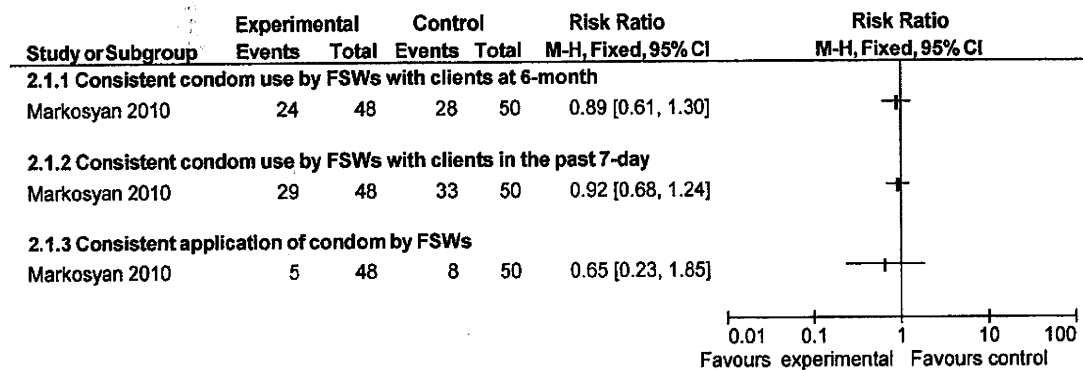 Experimental Control Risk Ratio Risk Ratio
Study or Subgroup Events Total Events Total M-H, Fixed, 95% CI M-H, Fixed, 95% CI
2.1.1 Consistent condom use by FSWs with clients at 6-month
Markosyan 2010 24 48 28 50 0.89 [0.61, 1.30]
2.1.2 Consistent condom use by FSWs with clients in the past 7-day
Markosyan 2010 29 48 33 50 0.92 [0.68, 1.24]
2.1.3 Consistent application of condom by FSWs
Markosyan 2010 5 48 8 50 0.65 [0.23, 1.85]
0.01 0.1 1 10 100
Favours experimental Favours control